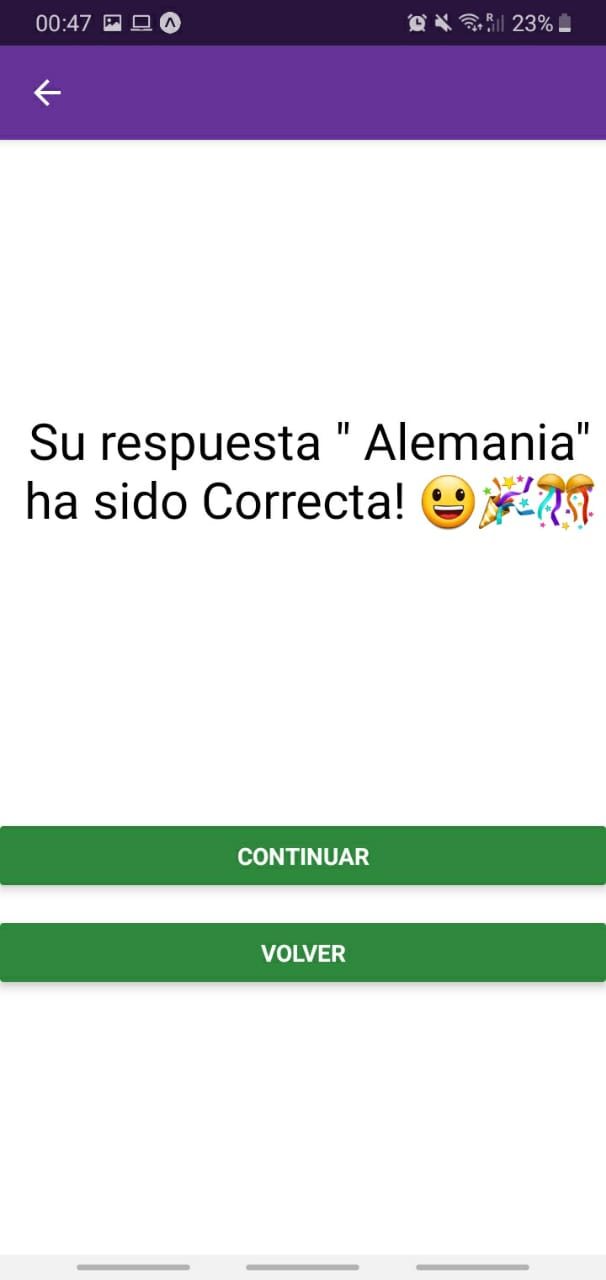 00:47 23%
Su respuesta " Alemania"
ha sido Correcta! 😃🎉🎊
CONTINUAR
VOLVER